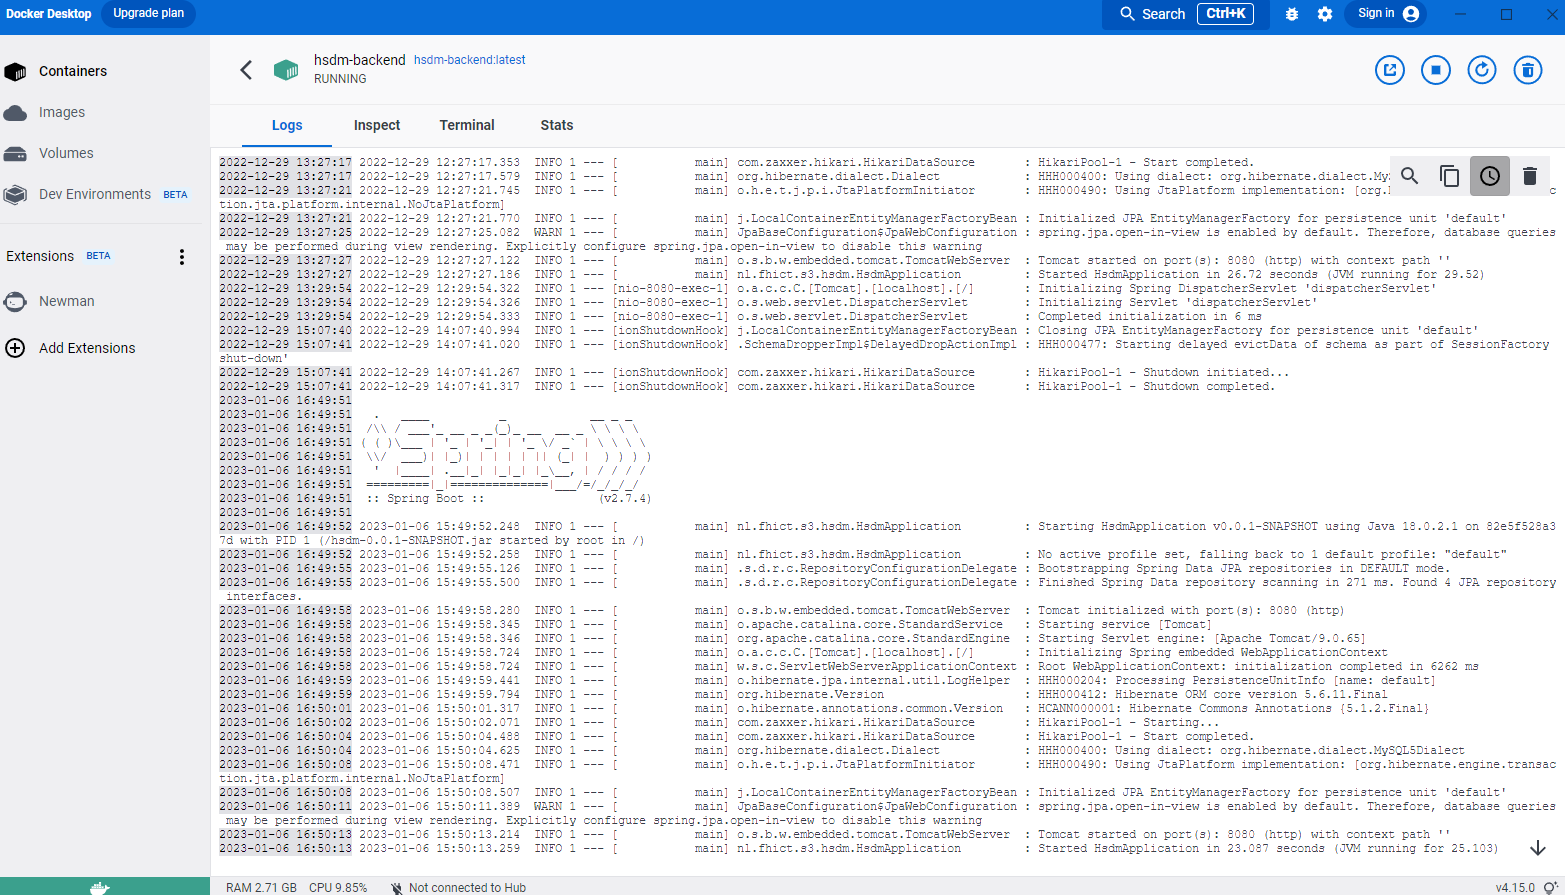 Docker Desktop Upgrade plan Search Ctrl+K Sign in
Containers
Images
Volumes
Dev Environments BETA
Extensions BETA
Newman
Add Extensions
hsdm-backend hsdm-backend:latest
RUNNING
Logs Inspect Terminal Stats
2022-12-29 13:27:17 2022-12-29 12:27:17.353  INFO 1 --- [           main] com.zaxxer.hikari.HikariDataSource       : HikariPool-1 - Start completed.
2022-12-29 13:27:17 2022-12-29 12:27:17.579  INFO 1 --- [           main] org.hibernate.dialect.Dialect            : HHH000400: Using dialect: org.hibernate.dialect.My
2022-12-29 13:27:21 2022-12-29 12:27:21.745  INFO 1 --- [           main] o.h.e.t.j.p.i.JtaPlatformInitiator       : HHH000490: Using JtaPlatform implementation: [org.
tion.jta.platform.internal.NoJtaPlatform]
2022-12-29 13:27:21 2022-12-29 12:27:21.770  INFO 1 --- [           main] j.LocalContainerEntityManagerFactoryBean : Initialized JPA EntityManagerFactory for persistence unit 'default'
2022-12-29 13:27:25 2022-12-29 12:27:25.082  WARN 1 --- [           main] JpaBaseConfiguration$JpaWebConfiguration : spring.jpa.open-in-view is enabled by default. Therefore, database queries
may be performed during view rendering. Explicitly configure spring.jpa.open-in-view to disable this warning
2022-12-29 13:27:27 2022-12-29 12:27:27.122  INFO 1 --- [           main] o.s.b.w.embedded.tomcat.TomcatWebServer  : Tomcat started on port(s): 8080 (http) with context path ''
2022-12-29 13:27:27 2022-12-29 12:27:27.186  INFO 1 --- [           main] nl.fhict.s3.hsdm.HsdmApplication         : Started HsdmApplication in 26.72 seconds (JVM running for 29.52)
2022-12-29 13:29:54 2022-12-29 12:29:54.322  INFO 1 --- [nio-8080-exec-1] o.a.c.c.C.[Tomcat].[localhost].[/]       : Initializing Spring DispatcherServlet 'dispatcherServlet'
2022-12-29 13:29:54 2022-12-29 12:29:54.326  INFO 1 --- [nio-8080-exec-1] o.s.web.servlet.DispatcherServlet        : Initializing Servlet 'dispatcherServlet'
2022-12-29 13:29:54 2022-12-29 12:29:54.333  INFO 1 --- [nio-8080-exec-1] o.s.web.servlet.DispatcherServlet        : Completed initialization in 6 ms
2022-12-29 15:07:40 2022-12-29 14:07:40.994  INFO 1 --- [ionShutdownHook] j.LocalContainerEntityManagerFactoryBean : Closing JPA EntityManagerFactory for persistence unit 'default'
2022-12-29 15:07:41 2022-12-29 14:07:41.020  INFO 1 --- [ionShutdownHook] .SchemaDropperImpl$DelayedDropActionImpl : HHH000477: Starting delayed evictData of schema as part of SessionFactory
shut-down'
2022-12-29 15:07:41 2022-12-29 14:07:41.267  INFO 1 --- [ionShutdownHook] com.zaxxer.hikari.HikariDataSource       : HikariPool-1 - Shutdown initiated...
2022-12-29 15:07:41 2022-12-29 14:07:41.317  INFO 1 --- [ionShutdownHook] com.zaxxer.hikari.HikariDataSource       : HikariPool-1 - Shutdown completed.
2023-01-06 16:49:51
2023-01-06 16:49:51   .   ____          _            __ _ _
2023-01-06 16:49:51  /\\ / ___'_ __ _ _(_)_ __  __ _ \ \ \ \
2023-01-06 16:49:51 ( ( )\___ | '_ | '_| | '_ \/ _` | \ \ \ \
2023-01-06 16:49:51  \\/  ___)| |_)| | | | | || (_| |  ) ) ) )
2023-01-06 16:49:51   '  |____| .__|_| |_|_| |_\__, | / / / /
2023-01-06 16:49:51  =========|_|==============|___/=/_/_/_/
2023-01-06 16:49:51  :: Spring Boot ::                (v2.7.4)
2023-01-06 16:49:51
2023-01-06 16:49:52 2023-01-06 15:49:52.248  INFO 1 --- [           main] nl.fhict.s3.hsdm.HsdmApplication         : Starting HsdmApplication v0.0.1-SNAPSHOT using Java 18.0.2.1 on 82e5f528a3
7d with PID 1 (/hsdm-0.0.1-SNAPSHOT.jar started by root in /)
2023-01-06 16:49:52 2023-01-06 15:49:52.258  INFO 1 --- [           main] nl.fhict.s3.hsdm.HsdmApplication         : No active profile set, falling back to 1 default profile: "default"
2023-01-06 16:49:55 2023-01-06 15:49:55.126  INFO 1 --- [           main] .s.d.r.c.RepositoryConfigurationDelegate : Bootstrapping Spring Data JPA repositories in DEFAULT mode.
2023-01-06 16:49:55 2023-01-06 15:49:55.500  INFO 1 --- [           main] .s.d.r.c.RepositoryConfigurationDelegate : Finished Spring Data repository scanning in 271 ms. Found 4 JPA repository
interfaces.
2023-01-06 16:49:58 2023-01-06 15:49:58.280  INFO 1 --- [           main] o.s.b.w.embedded.tomcat.TomcatWebServer  : Tomcat initialized with port(s): 8080 (http)
2023-01-06 16:49:58 2023-01-06 15:49:58.345  INFO 1 --- [           main] o.apache.catalina.core.StandardService   : Starting service [Tomcat]
2023-01-06 16:49:58 2023-01-06 15:49:58.346  INFO 1 --- [           main] org.apache.catalina.core.StandardEngine  : Starting Servlet engine: [Apache Tomcat/9.0.65]
2023-01-06 16:49:58 2023-01-06 15:49:58.724  INFO 1 --- [           main] o.a.c.c.C.[Tomcat].[localhost].[/]       : Initializing Spring embedded WebApplicationContext
2023-01-06 16:49:58 2023-01-06 15:49:58.724  INFO 1 --- [           main] w.s.c.ServletWebServerApplicationContext : Root WebApplicationContext: initialization completed in 6262 ms
2023-01-06 16:49:59 2023-01-06 15:49:59.441  INFO 1 --- [           main] o.hibernate.jpa.internal.util.LogHelper  : HHH000204: Processing PersistenceUnitInfo [name: default]
2023-01-06 16:49:59 2023-01-06 15:49:59.794  INFO 1 --- [           main] org.hibernate.Version                    : HHH000412: Hibernate ORM core version 5.6.11.Final
2023-01-06 16:50:01 2023-01-06 15:50:01.317  INFO 1 --- [           main] o.hibernate.annotations.common.Version   : HCANN000001: Hibernate Commons Annotations {5.1.2.Final}
2023-01-06 16:50:02 2023-01-06 15:50:02.071  INFO 1 --- [           main] com.zaxxer.hikari.HikariDataSource       : HikariPool-1 - Starting...
2023-01-06 16:50:04 2023-01-06 15:50:04.488  INFO 1 --- [           main] com.zaxxer.hikari.HikariDataSource       : HikariPool-1 - Start completed.
2023-01-06 16:50:04 2023-01-06 15:50:04.625  INFO 1 --- [           main] org.hibernate.dialect.Dialect            : HHH000400: Using dialect: org.hibernate.dialect.MySQL5Dialect
2023-01-06 16:50:08 2023-01-06 15:50:08.471  INFO 1 --- [           main] o.h.e.t.j.p.i.JtaPlatformInitiator       : HHH000490: Using JtaPlatform implementation: [org.hibernate.engine.transac
tion.jta.platform.internal.NoJtaPlatform]
2023-01-06 16:50:08 2023-01-06 15:50:08.507  INFO 1 --- [           main] j.LocalContainerEntityManagerFactoryBean : Initialized JPA EntityManagerFactory for persistence unit 'default'
2023-01-06 16:50:11 2023-01-06 15:50:11.389  WARN 1 --- [           main] JpaBaseConfiguration$JpaWebConfiguration : spring.jpa.open-in-view is enabled by default. Therefore, database queries
may be performed during view rendering. Explicitly configure spring.jpa.open-in-view to disable this warning
2023-01-06 16:50:13 2023-01-06 15:50:13.214  INFO 1 --- [           main] o.s.b.w.embedded.tomcat.TomcatWebServer  : Tomcat started on port(s): 8080 (http) with context path ''
2023-01-06 16:50:13 2023-01-06 15:50:13.259  INFO 1 --- [           main] nl.fhict.s3.hsdm.HsdmApplication         : Started HsdmApplication in 23.087 seconds (JVM running for 25.103)
RAM 2.71 GB CPU 9.85% Not connected to Hub v4.15.0